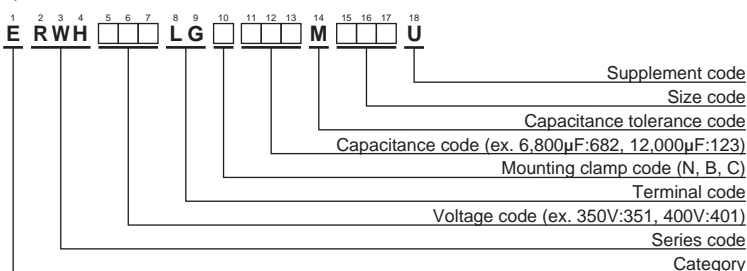 1 2 3 4 5 6 7 8 9 10 11 12 13 14 15 16 17 18
E RWH □□□ LG □ □□□ M □□□ U
Supplement code
Size code
Capacitance tolerance code
Capacitance code (ex. 6,800μF:682, 12,000μF:123)
Mounting clamp code (N, B, C)
Terminal code
Voltage code (ex. 350V:351, 400V:401)
Series code
Category